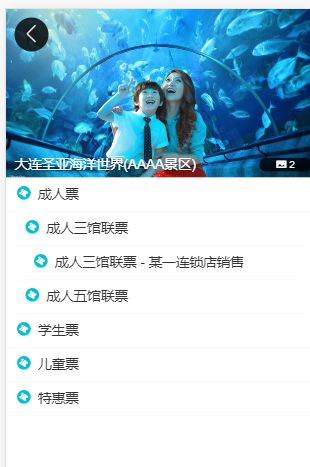 大连圣亚海洋世界(AAAA景区)
2
成人票
成人三馆联票
成人三馆联票 - 某一连锁店销售
成人五馆联票
学生票
儿童票
特惠票